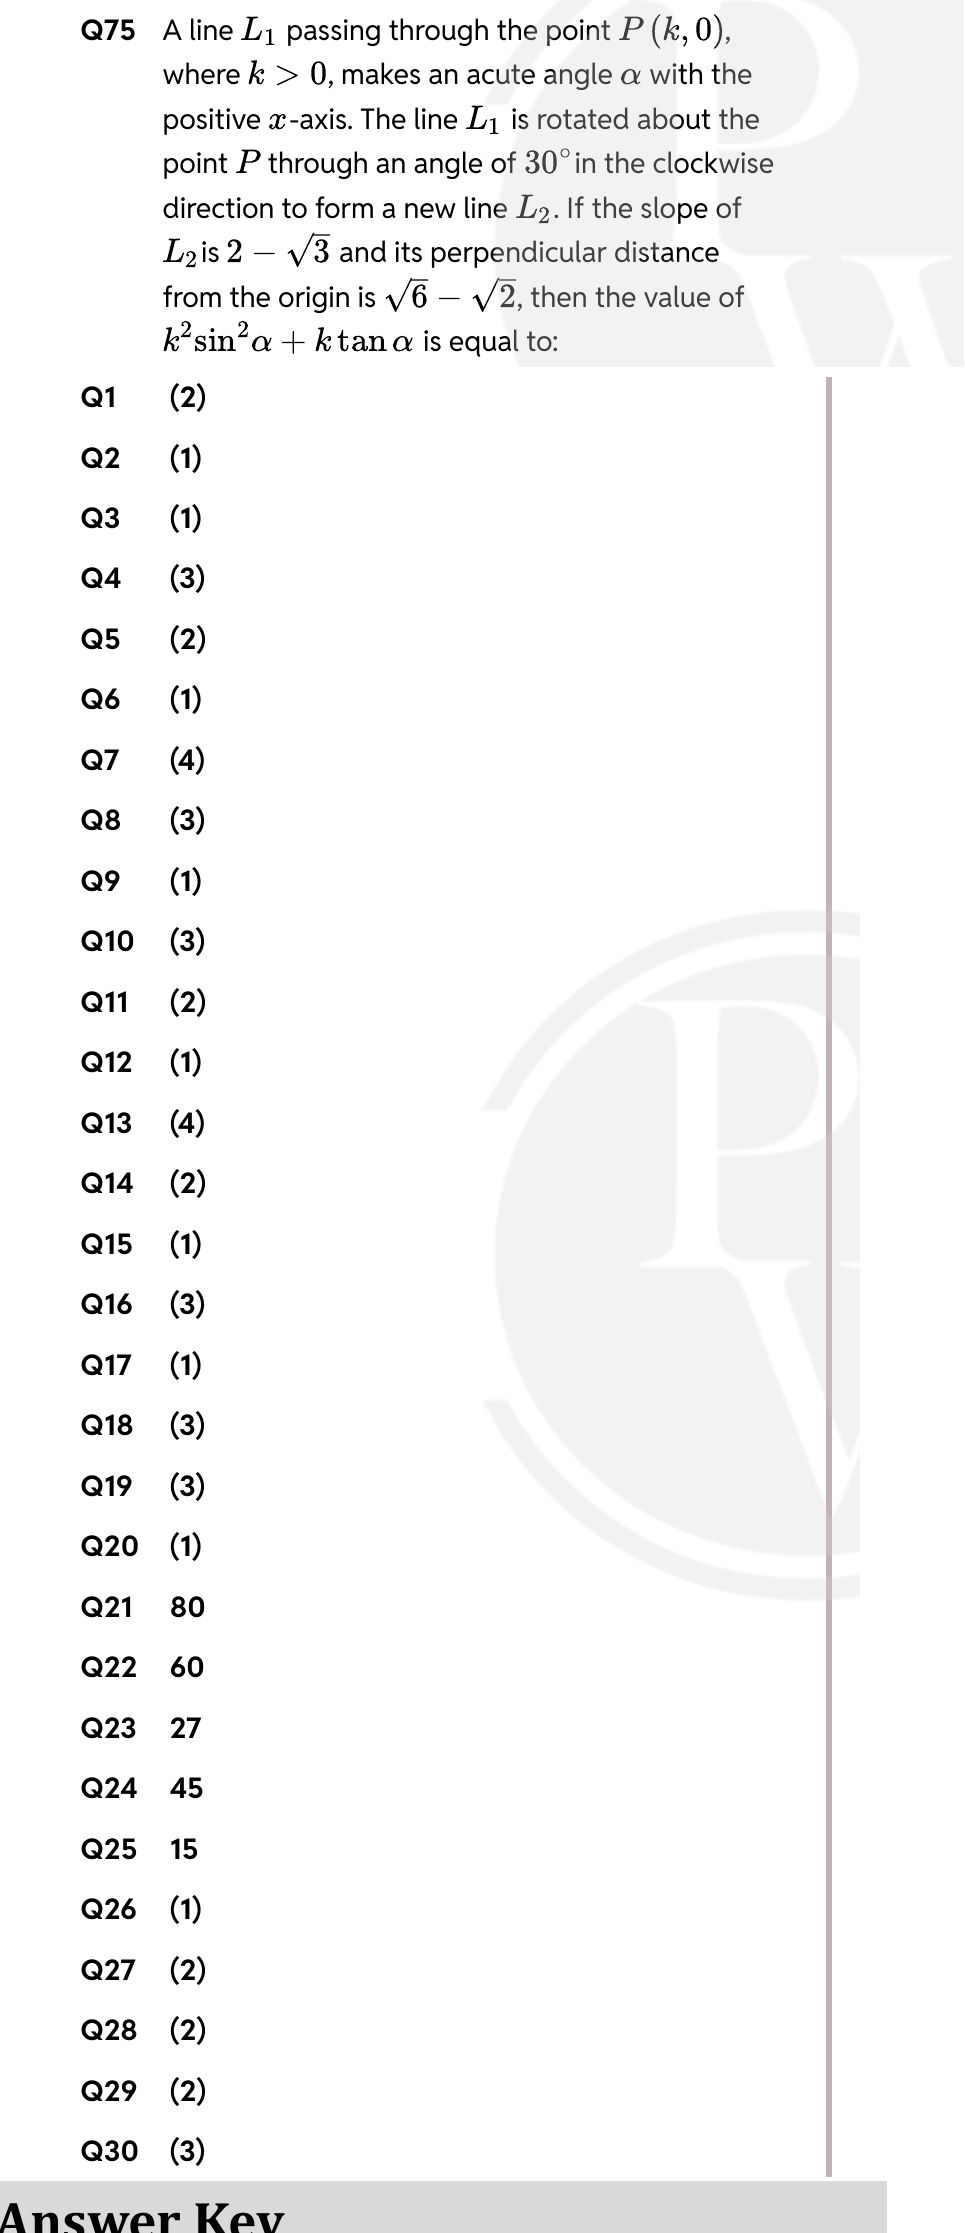 Q75 A line L₁ passing through the point P (k, 0),
where k > 0, makes an acute angle α with the
positive x-axis. The line L₁ is rotated about the
point P through an angle of 30° in the clockwise
direction to form a new line L₂. If the slope of
L₂ is 2 − √3 and its perpendicular distance
from the origin is √6 − √2, then the value of
k² sin² α + k tan α is equal to:
Q1 (2)
Q2 (1)
Q3 (1)
Q4 (3)
Q5 (2)
Q6 (1)
Q7 (4)
Q8 (3)
Q9 (1)
Q10 (3)
Q11 (2)
Q12 (1)
Q13 (4)
Q14 (2)
Q15 (1)
Q16 (3)
Q17 (1)
Q18 (3)
Q19 (3)
Q20 (1)
Q21 80
Q22 60
Q23 27
Q24 45
Q25 15
Q26 (1)
Q27 (2)
Q28 (2)
Q29 (2)
Q30 (3)
Answer Key